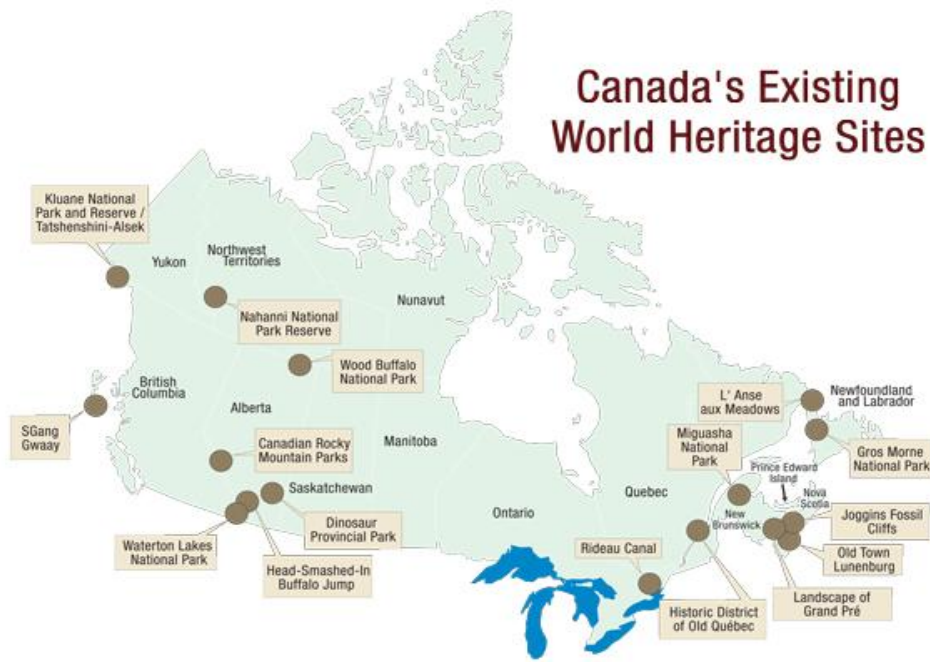 Canada's Existing
World Heritage Sites
Kluane National
Park and Reserve /
Tatshenshini-Alsek
Yukon
Northwest
Territories
Nunavut
Nahanni National
Park Reserve
Wood Buffalo
National Park
British
Columbia
Alberta
SGang
Gwaay
Canadian Rocky
Mountain Parks
Manitoba
Saskatchewan
Dinosaur
Provincial Park
Waterton Lakes
National Park
Head-Smashed-In
Buffalo Jump
Ontario
Quebec
L' Anse
aux Meadows
Newfoundland
and Labrador
Miguasha
National
Park
Gros Morne
National Park
Prince Edward
Island
Nova
Scotia
New
Brunswick
Joggins Fossil
Cliffs
Rideau Canal
Old Town
Lunenburg
Historic District
of Old Québec
Landscape of
Grand Pré